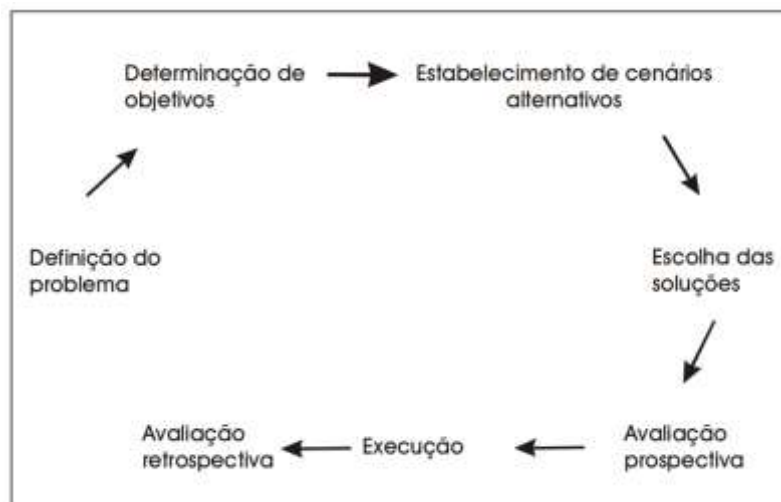 Determinação de
objetivos
Estabelecimento de cenários
alternativos
Definição do
problema
Escolha das
soluções
Avaliação
retrospectiva
Execução
Avaliação
prospectiva